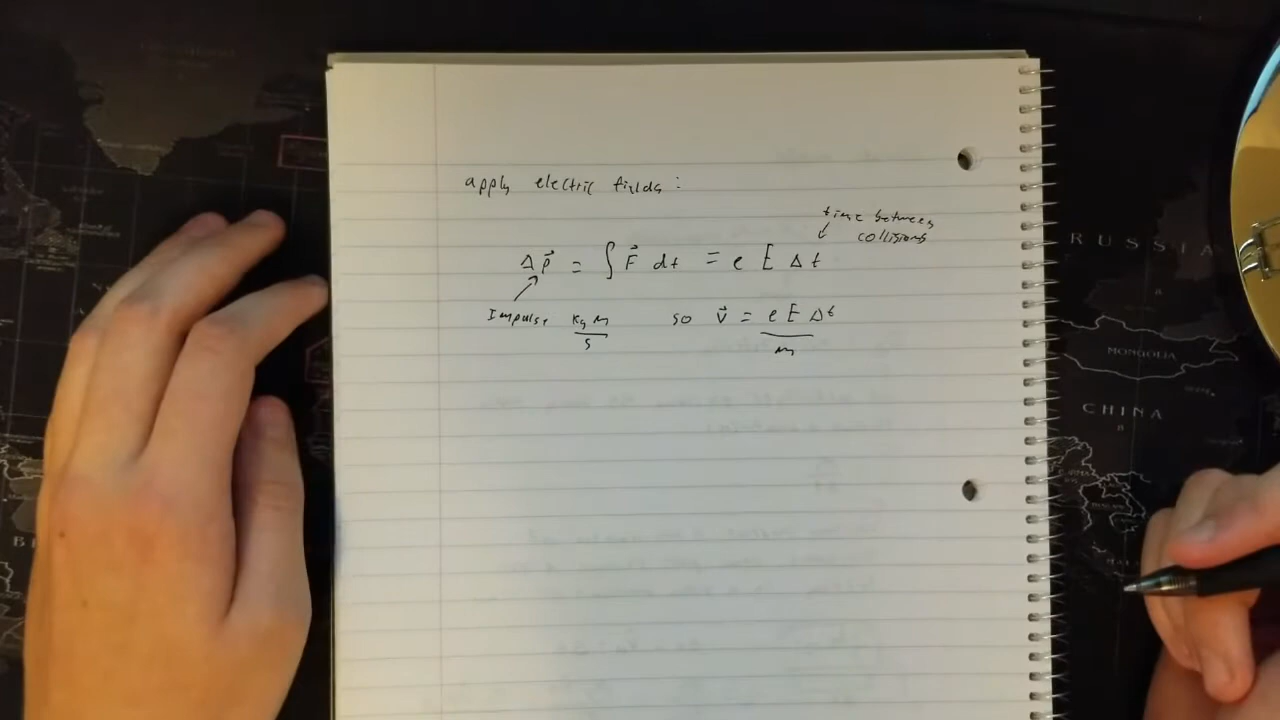 apply electric fields:
time between
collisions
Δp⃗ = ∫ F⃗ dt = e E Δt
Impulse kg m / s so v⃗ = e E Δt / m
RUSSIA
MONGOLIA
CHINA